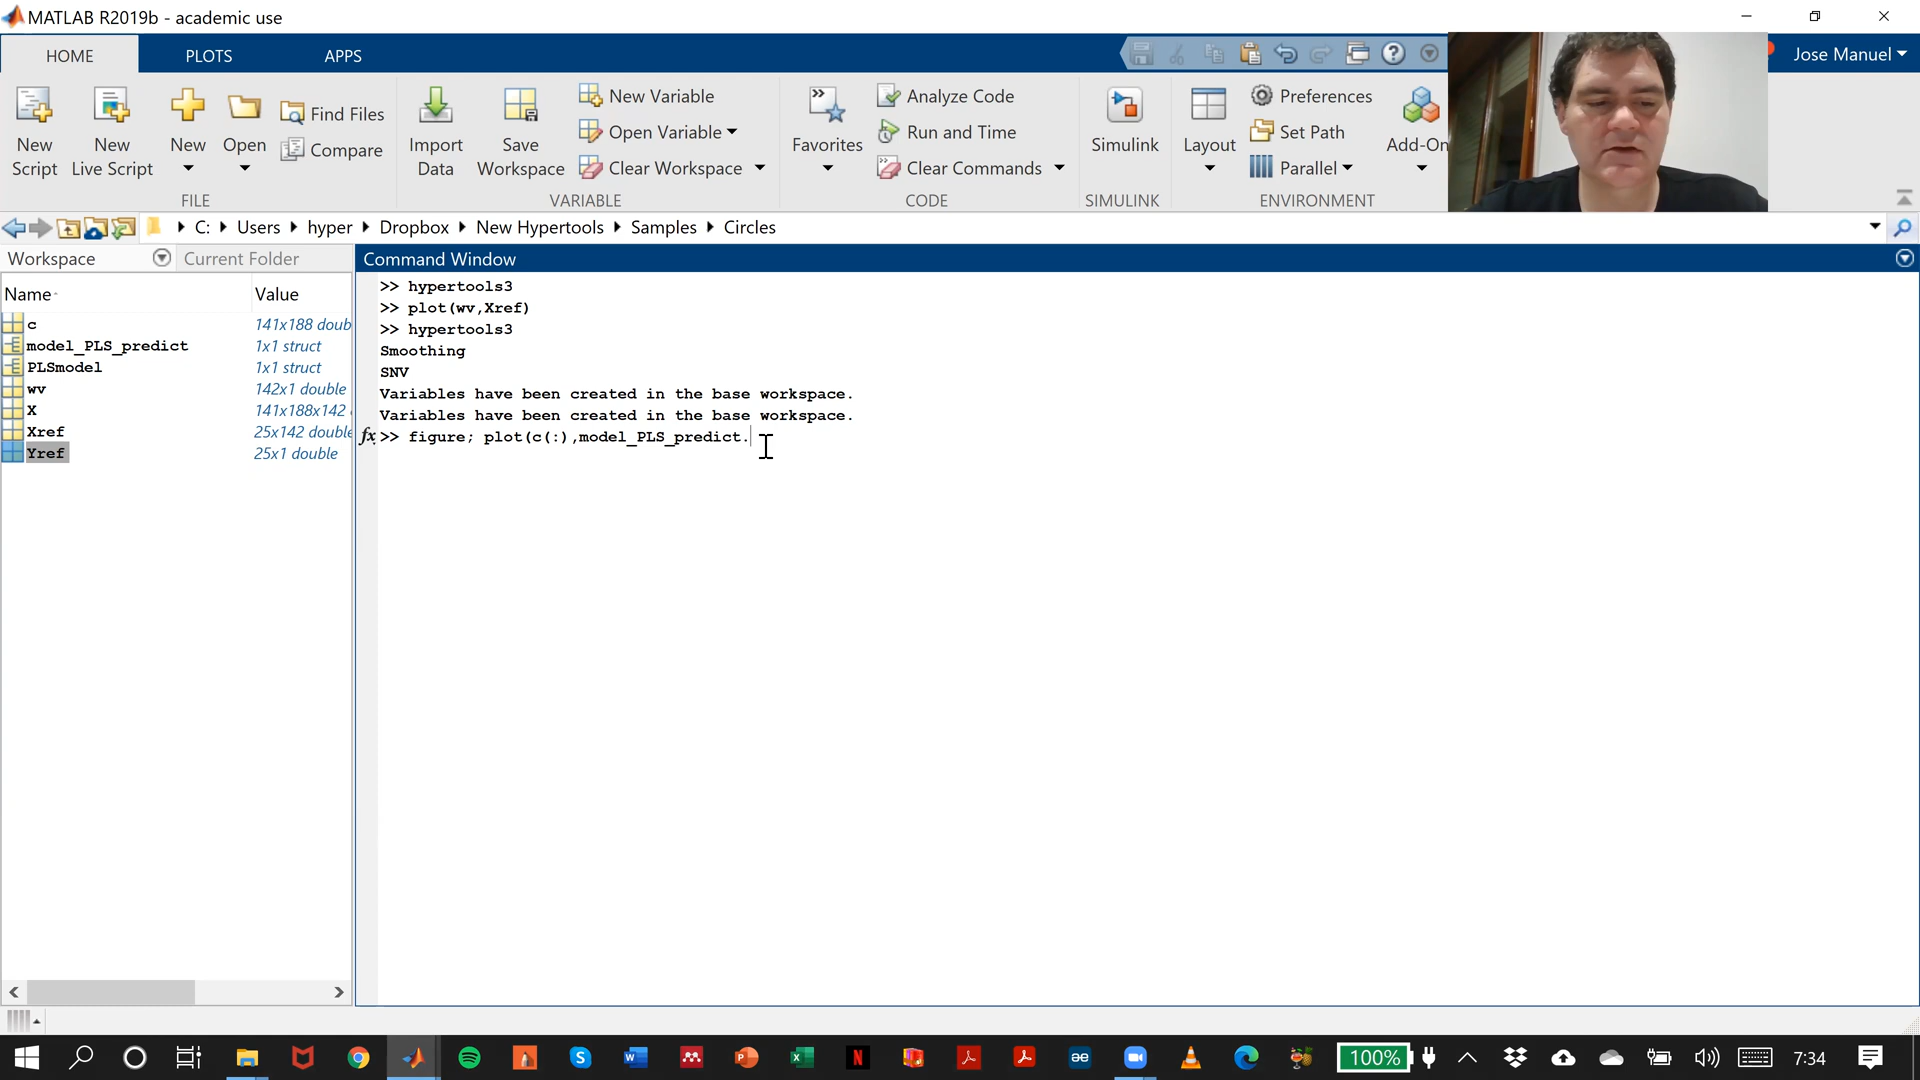 MATLAB R2019b - academic use
HOME PLOTS APPS
Jose Manuel
New Script
New Live Script
New
Open
Find Files
Compare
FILE
Import Data
Save Workspace
New Variable
Open Variable
Clear Workspace
VARIABLE
Favorites
Analyze Code
Run and Time
Clear Commands
CODE
Simulink
SIMULINK
Layout
Preferences
Set Path
Parallel
Add-On
ENVIRONMENT
C: Users hyper Dropbox New Hypertools Samples Circles
Workspace Current Folder
Name Value
c 141x188 doub
model_PLS_predict 1x1 struct
PLSmodel 1x1 struct
wv 142x1 double
X 141x188x142
Xref 25x142 double
Yref 25x1 double
Command Window
>> hypertools3
>> plot(wv,Xref)
>> hypertools3
Smoothing
SNV
Variables have been created in the base workspace.
Variables have been created in the base workspace.
fx >> figure; plot(c(:),model_PLS_predict.
100%
7:34